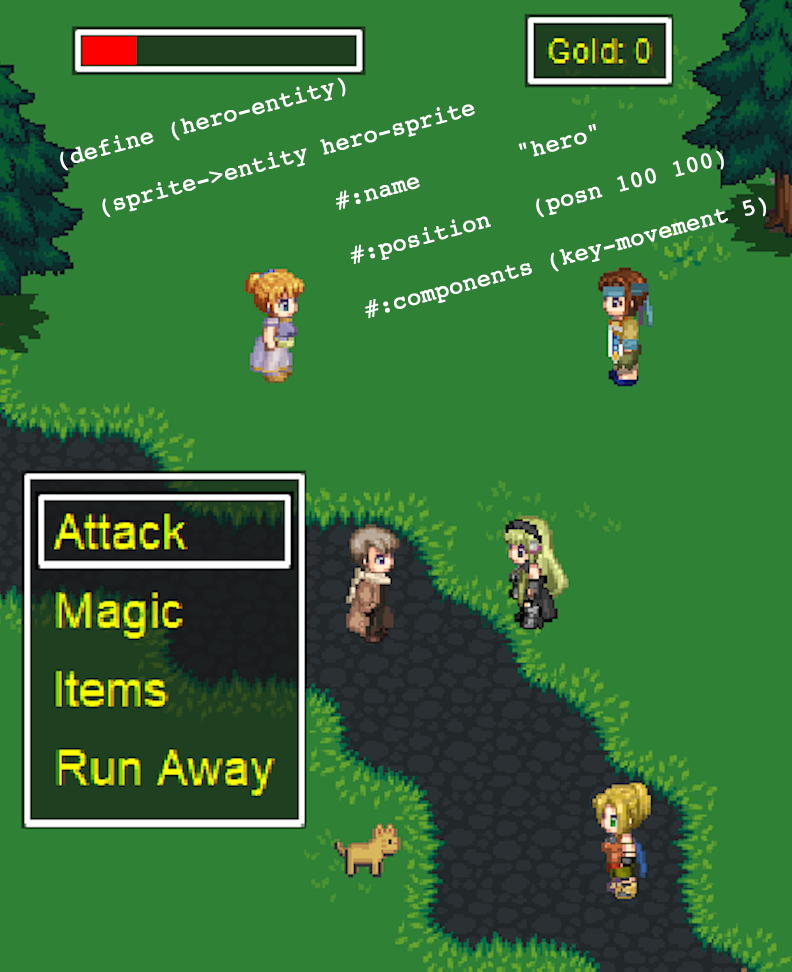 Gold: 0
(define (hero-entity)
(sprite->entity hero-sprite
#:name "hero"
#:position (posn 100 100)
#:components (key-movement 5)
Attack
Magic
Items
Run Away